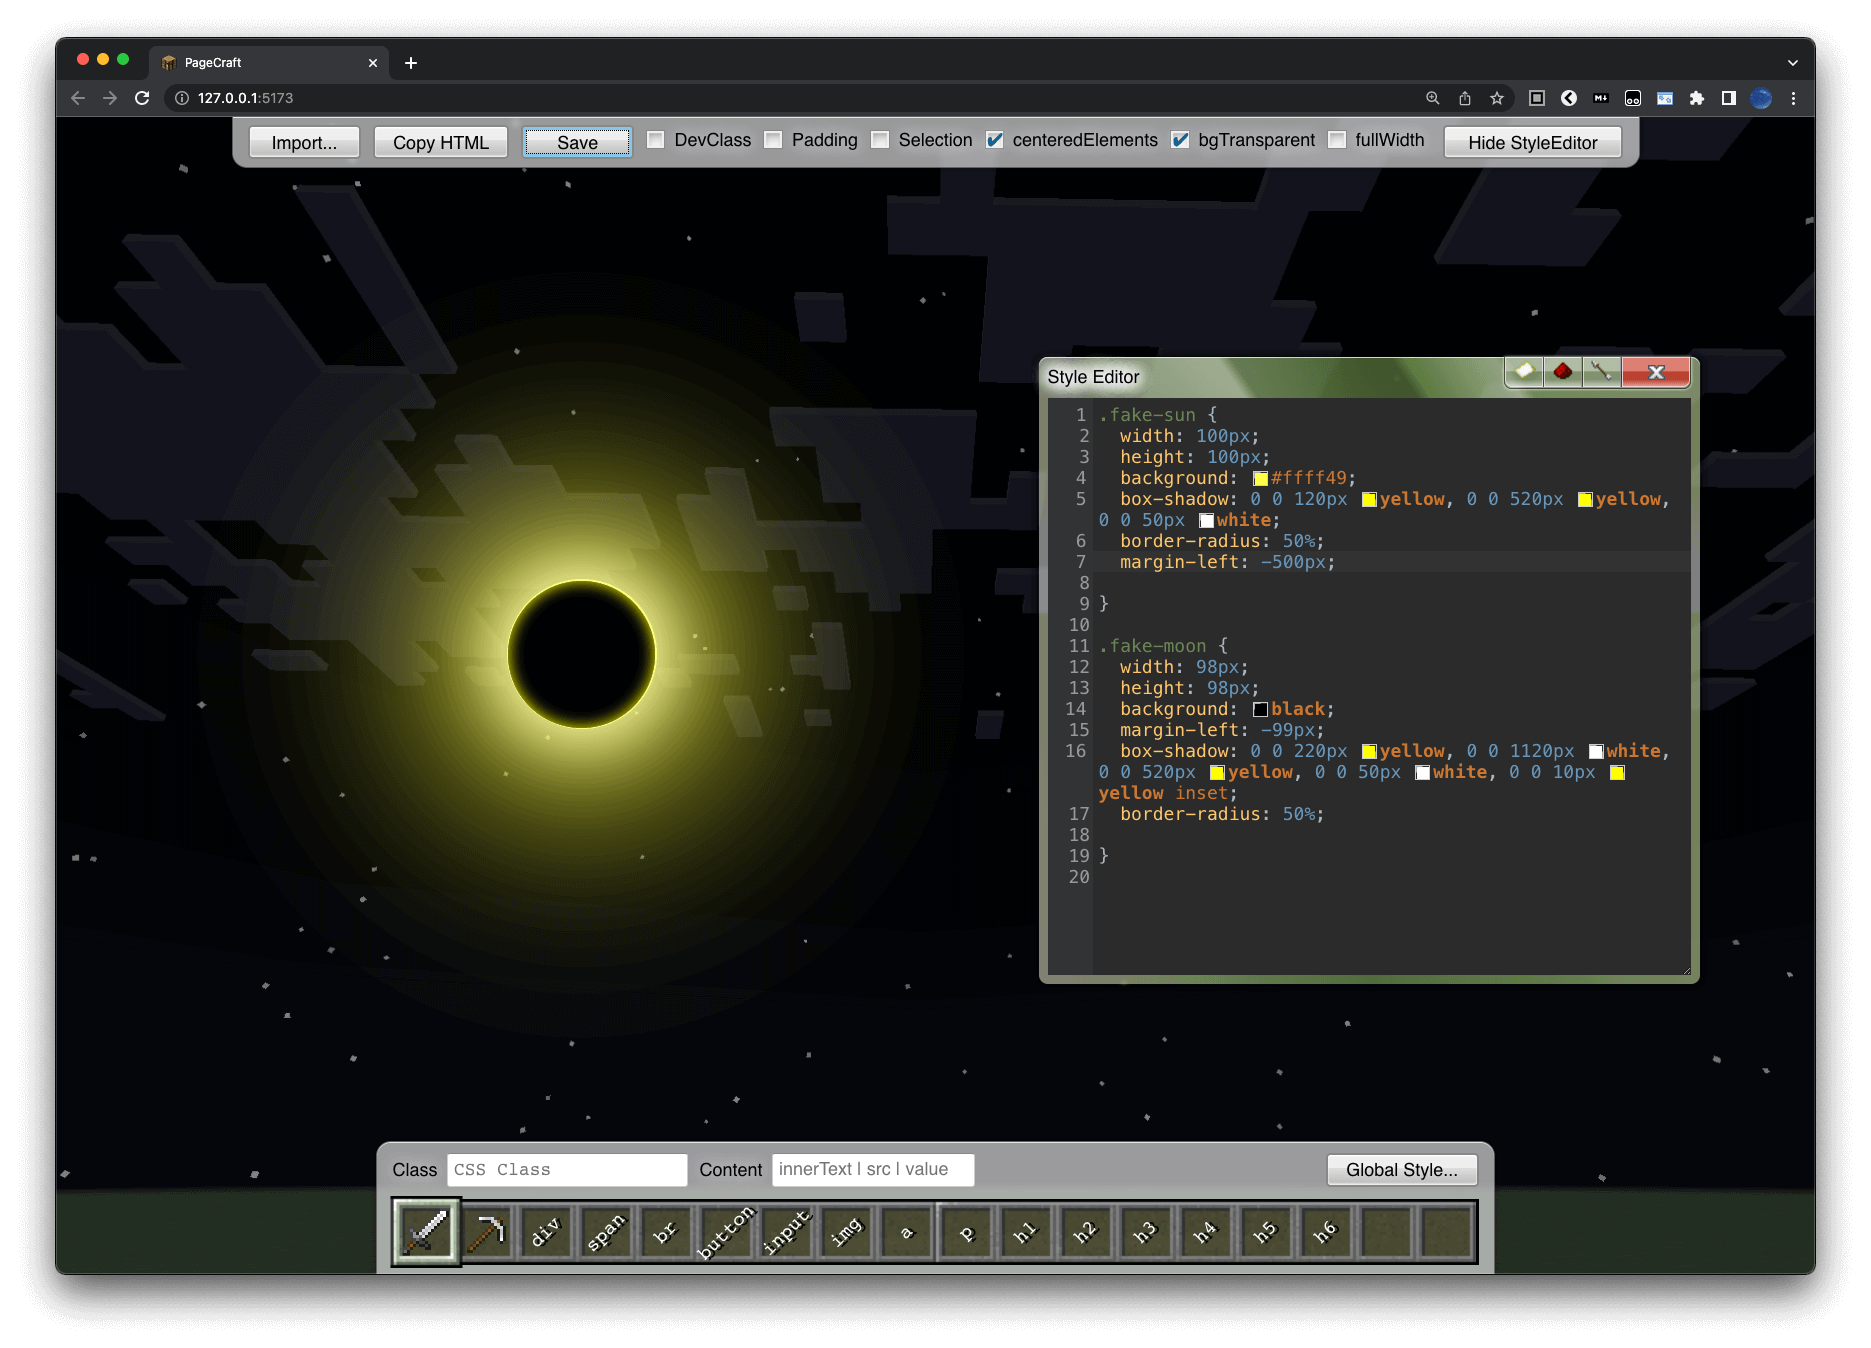 PageCraft
127.0.0.1:5173
Import... Copy HTML Save DevClass Padding Selection centeredElements bgTransparent fullWidth Hide StyleEditor
Style Editor
1 .fake-sun {
2 width: 100px;
3 height: 100px;
4 background: #ffff49;
5 box-shadow: 0 0 120px yellow, 0 0 520px yellow,
0 0 50px white;
6 border-radius: 50%;
7 margin-left: -500px;
8
9 }
10
11 .fake-moon {
12 width: 98px;
13 height: 98px;
14 background: black;
15 margin-left: -99px;
16 box-shadow: 0 0 220px yellow, 0 0 1120px white,
0 0 520px yellow, 0 0 50px white, 0 0 10px
yellow inset;
17 border-radius: 50%;
18
19 }
20
Class CSS Class Content innerText | src | value Global Style...
div span br button input img a p h1 h2 h3 h4 h5 h6